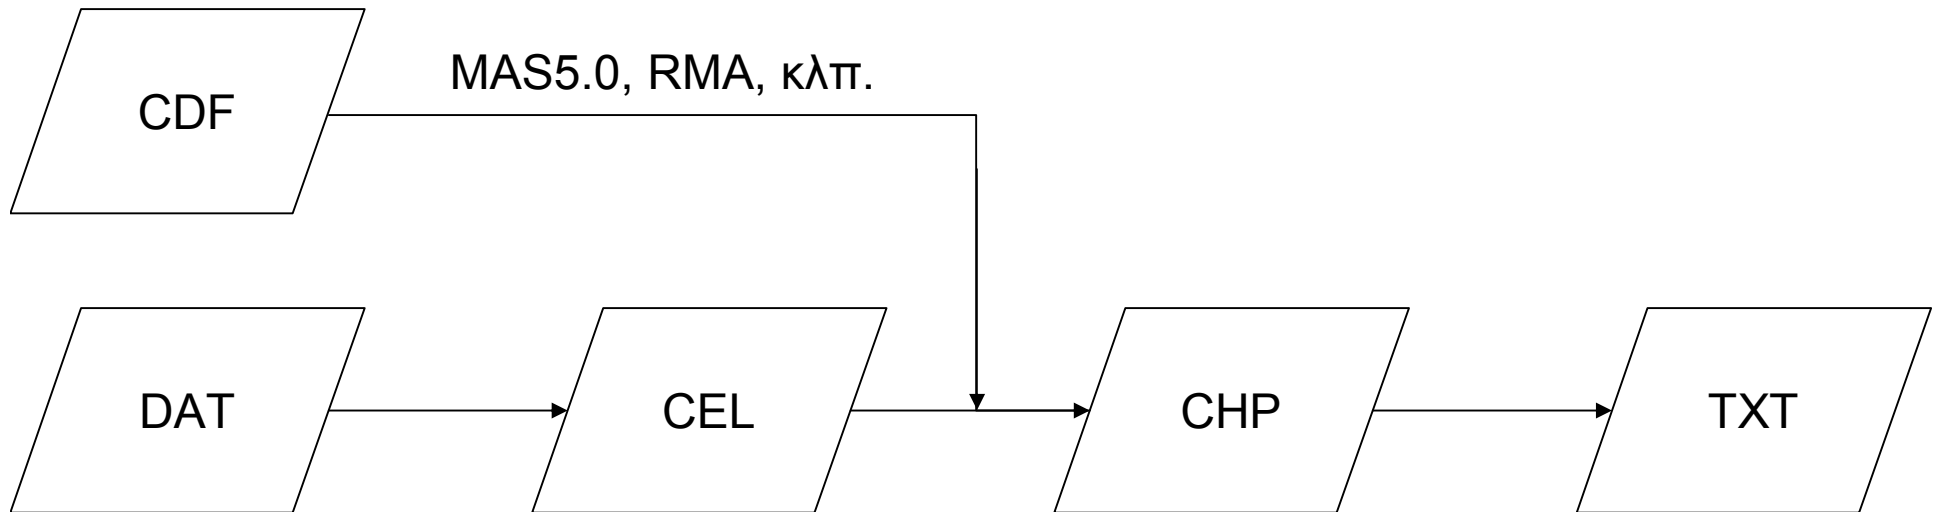 CDF
MAS5.0, RMA, κλπ.
DAT
CEL
CHP
TXT